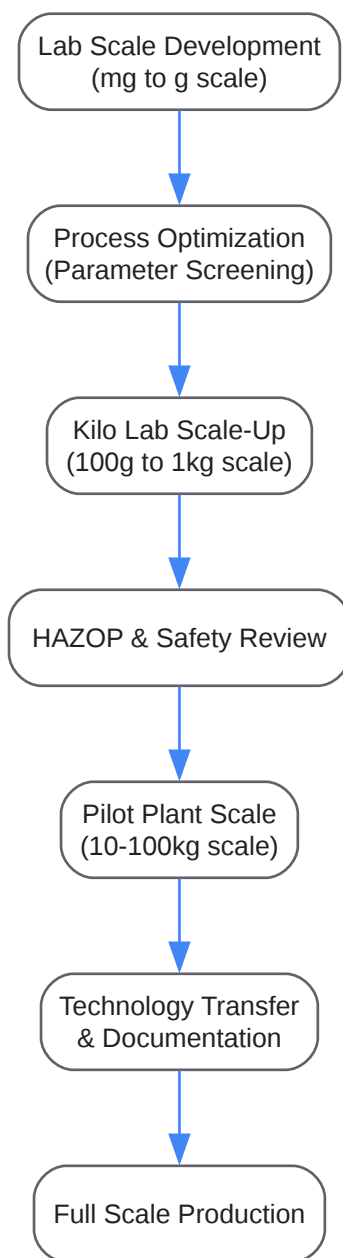 Lab Scale Development
(mg to g scale)
Process Optimization
(Parameter Screening)
Kilo Lab Scale-Up
(100g to 1kg scale)
HAZOP & Safety Review
Pilot Plant Scale
(10-100kg scale)
Technology Transfer
& Documentation
Full Scale Production